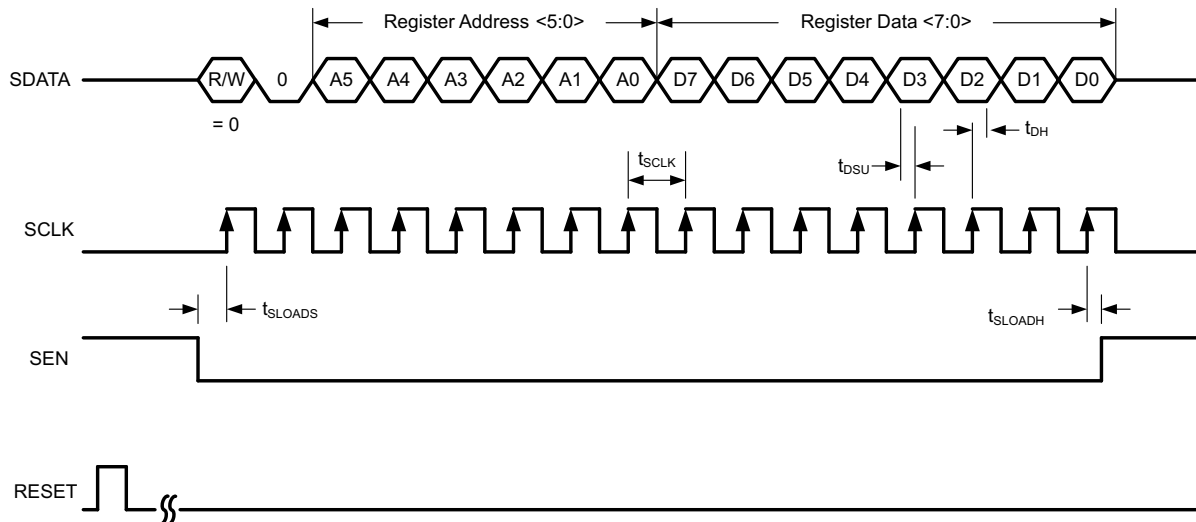 Register Address <5:0>
Register Data <7:0>
SDATA
R/W
0
A5
A4
A3
A2
A1
A0
D7
D6
D5
D4
D3
D2
D1
D0
= 0
tDH
tSCLK
tDSU
SCLK
tSLOADS
tSLOADH
SEN
RESET